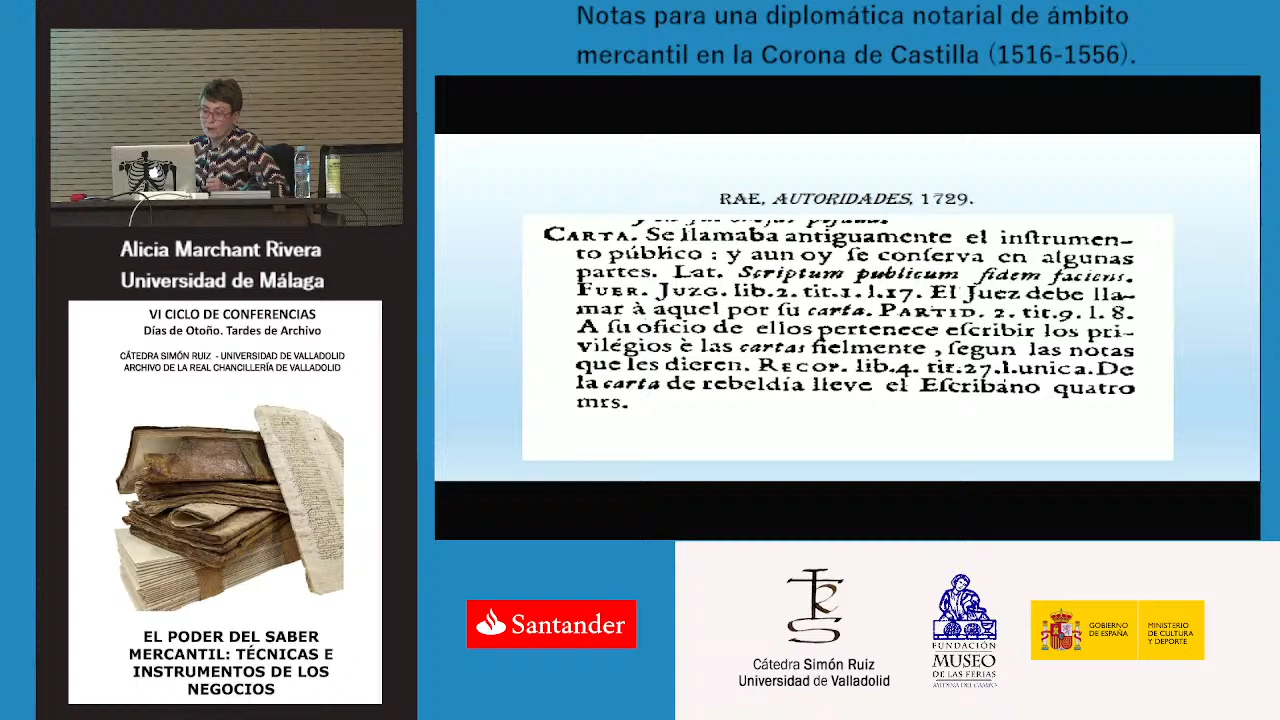 Notas para una diplomática notarial de ámbito
mercantil en la Corona de Castilla (1516-1556).
Alicia Marchant Rivera
Universidad de Málaga
VI CICLO DE CONFERENCIAS
Días de Otoño. Tardes de Archivo
CÁTEDRA SIMÓN RUIZ - UNIVERSIDAD DE VALLADOLID
ARCHIVO DE LA REAL CHANCILLERÍA DE VALLADOLID
EL PODER DEL SABER
MERCANTIL: TÉCNICAS E
INSTRUMENTOS DE LOS
NEGOCIOS
RAE, AUTORIDADES, 1729.
CARTA. Se llamaba antiguamente el inſtrumen-
to público : y aun oy ſe conſerva en algunas
partes. Lat. Scriptum publicum fidem faciens.
FUER. JUZG. lib.2. tit.1. l.17. El Juez debe lla-
mar à aquel por ſu carta. PARTID. 2. tit.9. l. 8.
A ſu oficio de ellos pertenece eſcribir los pri-
vilégios è las cartas fielmente, ſegun las notas
que les dieren. RECOP. lib.4. tit.27.l.unica. De
la carta de rebeldía lleve el Eſcribáno quatro
mrs.
Santander
Cátedra Simón Ruiz
Universidad de Valladolid
FUNDACIÓN
MUSEO
DE LAS FERIAS
MEDINA DEL CAMPO
GOBIERNO
DE ESPAÑA
MINISTERIO
DE CULTURA
Y DEPORTE